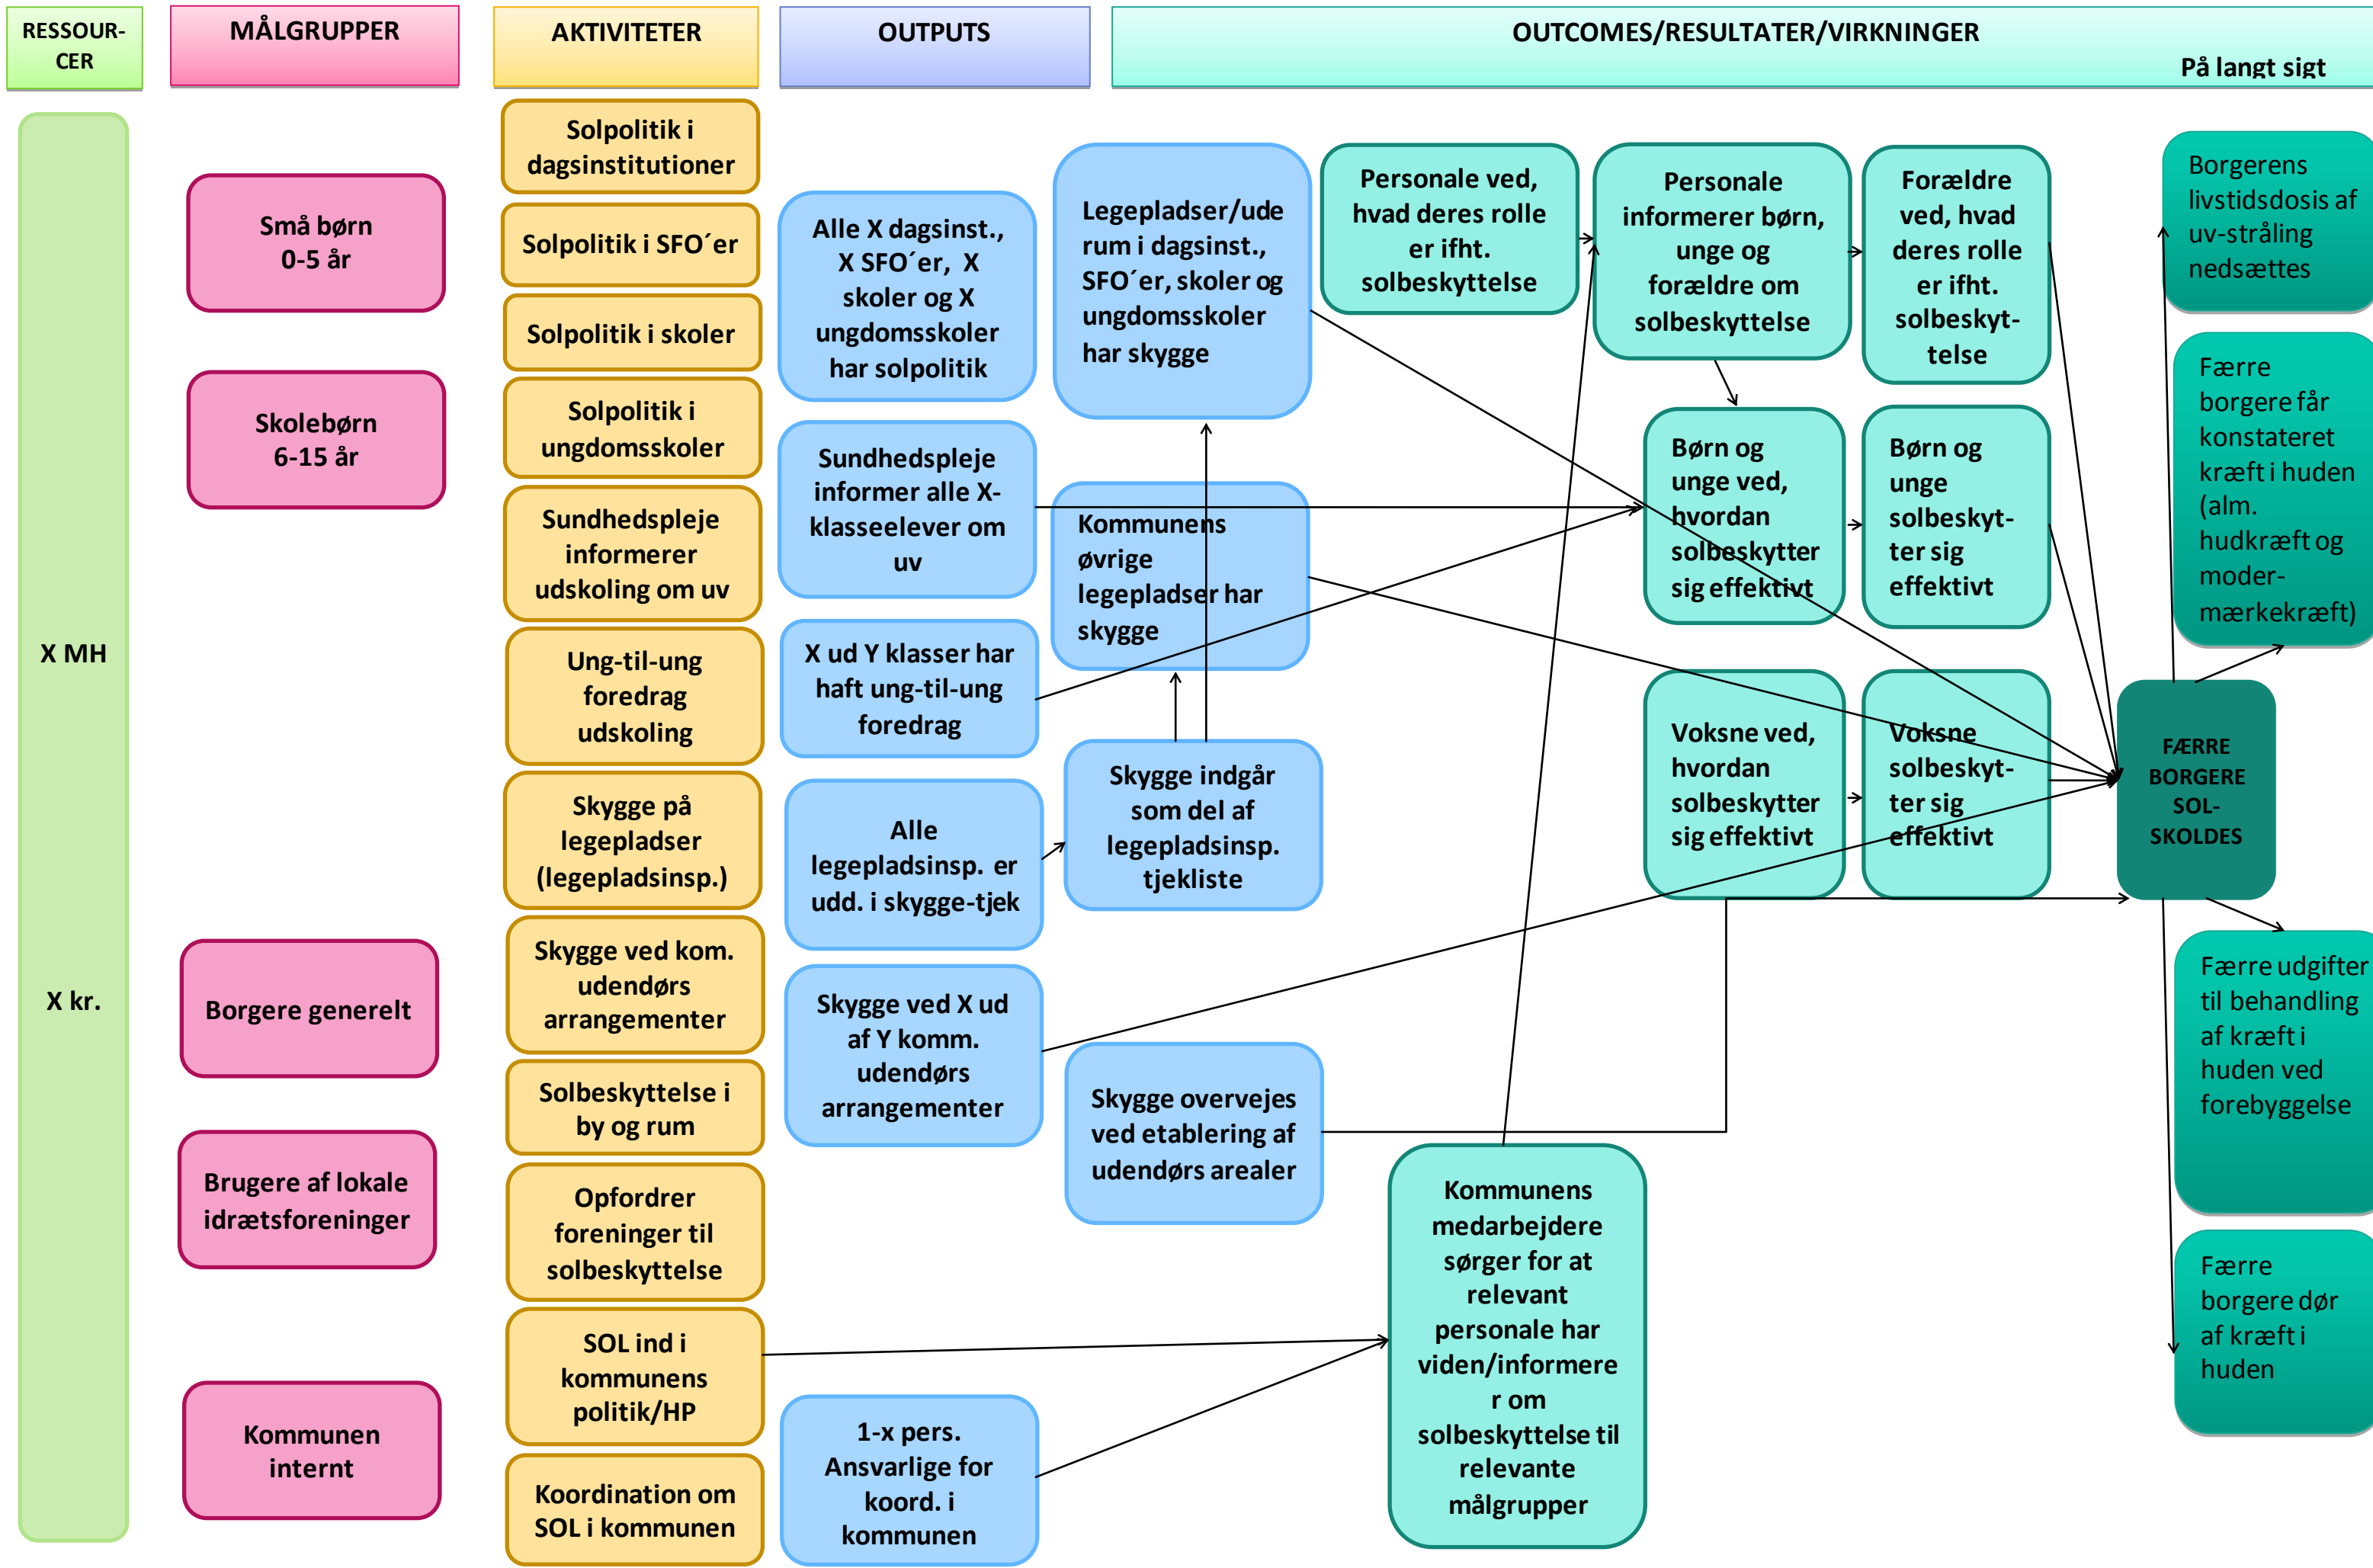 RESSOUR-
CER
MÅLGRUPPER
AKTIVITETER
OUTPUTS
OUTCOMES/RESULTATER/VIRKNINGER
På langt sigt
X MH
X kr.
Små børn
0-5 år
Skolebørn
6-15 år
Borgere generelt
Brugere af lokale
idrætsforeninger
Kommunen
internt
Solpolitik i
dagsinstitutioner
Solpolitik i SFO´er
Solpolitik i skoler
Solpolitik i
ungdomsskoler
Sundhedspleje
informerer
udskoling om uv
Ung-til-ung
foredrag
udskoling
Skygge på
legepladser
(legepladsinsp.)
Skygge ved kom.
udendørs
arrangementer
Solbeskyttelse i
by og rum
Opfordrer
foreninger til
solbeskyttelse
SOL ind i
kommunens
politik/HP
Koordination om
SOL i kommunen
Alle X dagsinst.,
X SFO´er, X
skoler og X
ungdomsskoler
har solpolitik
Sundhedspleje
informer alle X-
klasseelever om
uv
X ud Y klasser har
haft ung-til-ung
foredrag
Alle
legepladsinsp. er
udd. i skygge-tjek
Skygge ved X ud
af Y komm.
udendørs
arrangementer
1-x pers.
Ansvarlige for
koord. i
kommunen
Legepladser/ude
rum i dagsinst.,
SFO´er, skoler og
ungdomsskoler
har skygge
Kommunens
øvrige
legepladser har
skygge
Skygge indgår
som del af
legepladsinsp.
tjekliste
Skygge overvejes
ved etablering af
udendørs arealer
Personale ved,
hvad deres rolle
er ifht.
solbeskyttelse
Personale
informerer børn,
unge og
forældre om
solbeskyttelse
Forældre
ved, hvad
deres rolle
er ifht.
solbeskyt-
telse
Børn og
unge ved,
hvordan
solbeskytter
sig effektivt
Børn og
unge
solbeskyt-
ter sig
effektivt
Voksne ved,
hvordan
solbeskytter
sig effektivt
Voksne
solbeskyt-
ter sig
effektivt
Kommunens
medarbejdere
sørger for at
relevant
personale har
viden/informere
r om
solbeskyttelse til
relevante
målgrupper
FÆRRE
BORGERE
SOL-
SKOLDES
Borgerens
livstidsdosis af
uv-stråling
nedsættes
Færre
borgere får
konstateret
kræft i huden
(alm.
hudkræft og
moder-
mærkekræft)
Færre udgifter
til behandling
af kræft i
huden ved
forebyggelse
Færre
borgere dør
af kræft i
huden